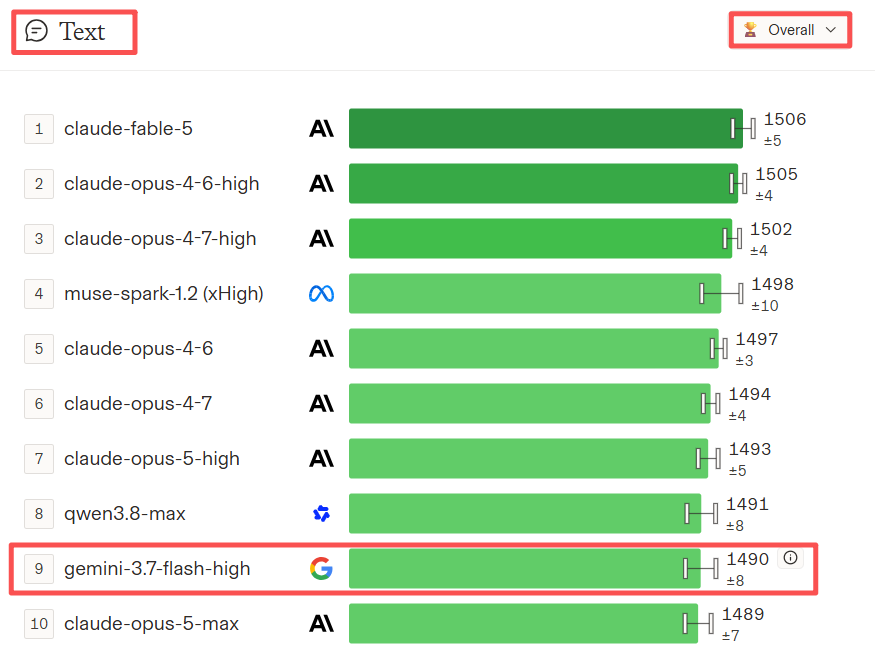 Text
Overall
1 claude-fable-5 1506 ±5
2 claude-opus-4-6-high 1505 ±4
3 claude-opus-4-7-high 1502 ±4
4 muse-spark-1.2 (xHigh) 1498 ±10
5 claude-opus-4-6 1497 ±3
6 claude-opus-4-7 1494 ±4
7 claude-opus-5-high 1493 ±5
8 qwen3.8-max 1491 ±8
9 gemini-3.7-flash-high 1490 ±8
10 claude-opus-5-max 1489 ±7